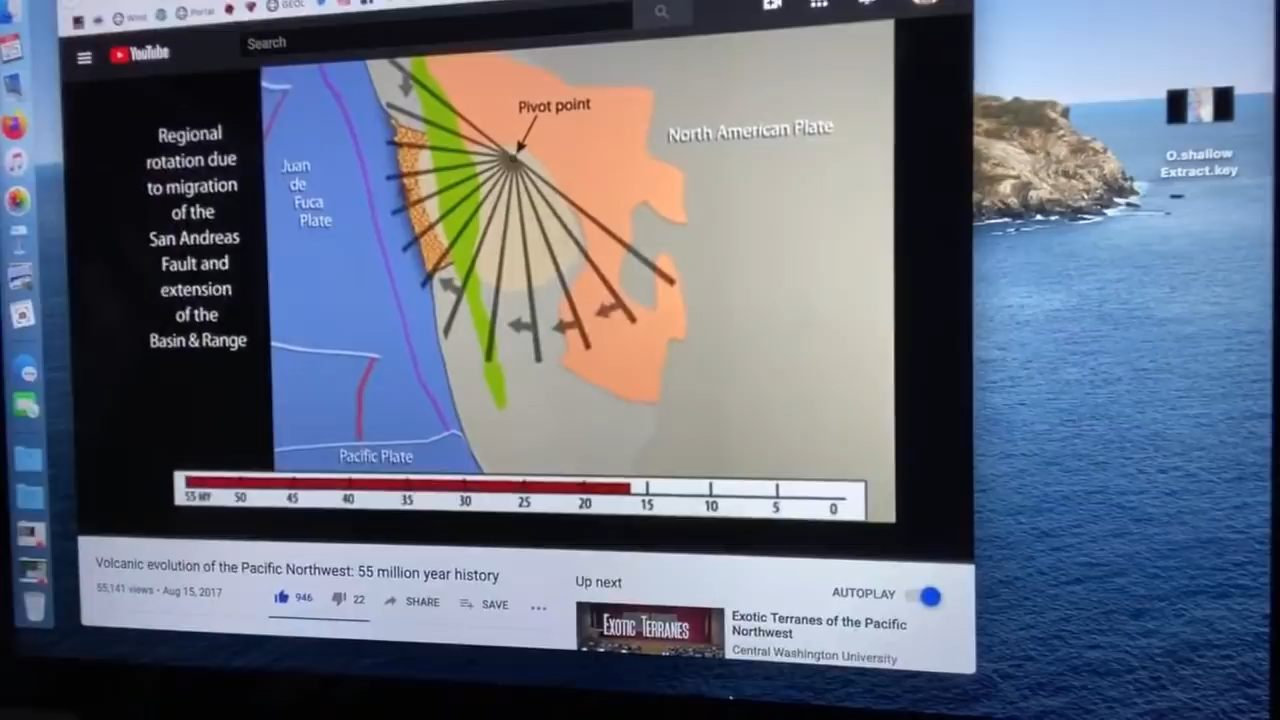 Portal
GEOL
YouTube
Search
Regional
rotation due
to migration
of the
San Andreas
Fault and
extension
of the
Basin & Range
Pivot point
North American Plate
Juan
de
Fuca
Plate
Pacific Plate
55 MY 50 45 40 35 30 25 20 15 10 5 0
O.shallow
Extract.key
Volcanic evolution of the Pacific Northwest: 55 million year history
55,141 views • Aug 15, 2017
946
22
SHARE
SAVE
Up next
AUTOPLAY
EXOTIC TERRANES
Exotic Terranes of the Pacific
Northwest
Central Washington University